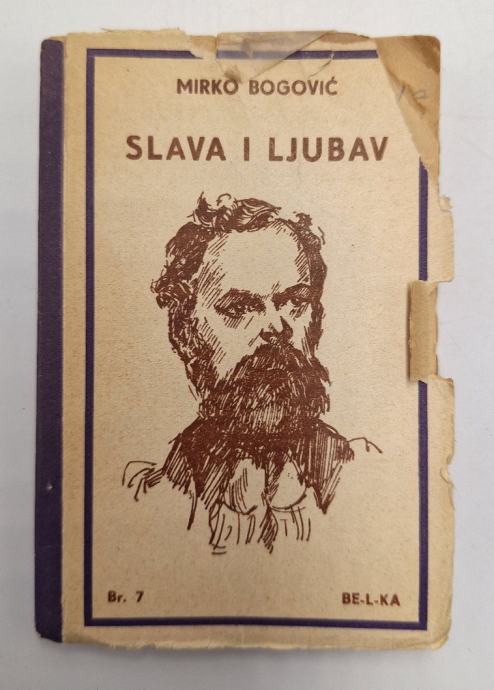 MIRKO BOGOVIĆ
SLAVA I LJUBAV
Br. 7
BE-L-KA